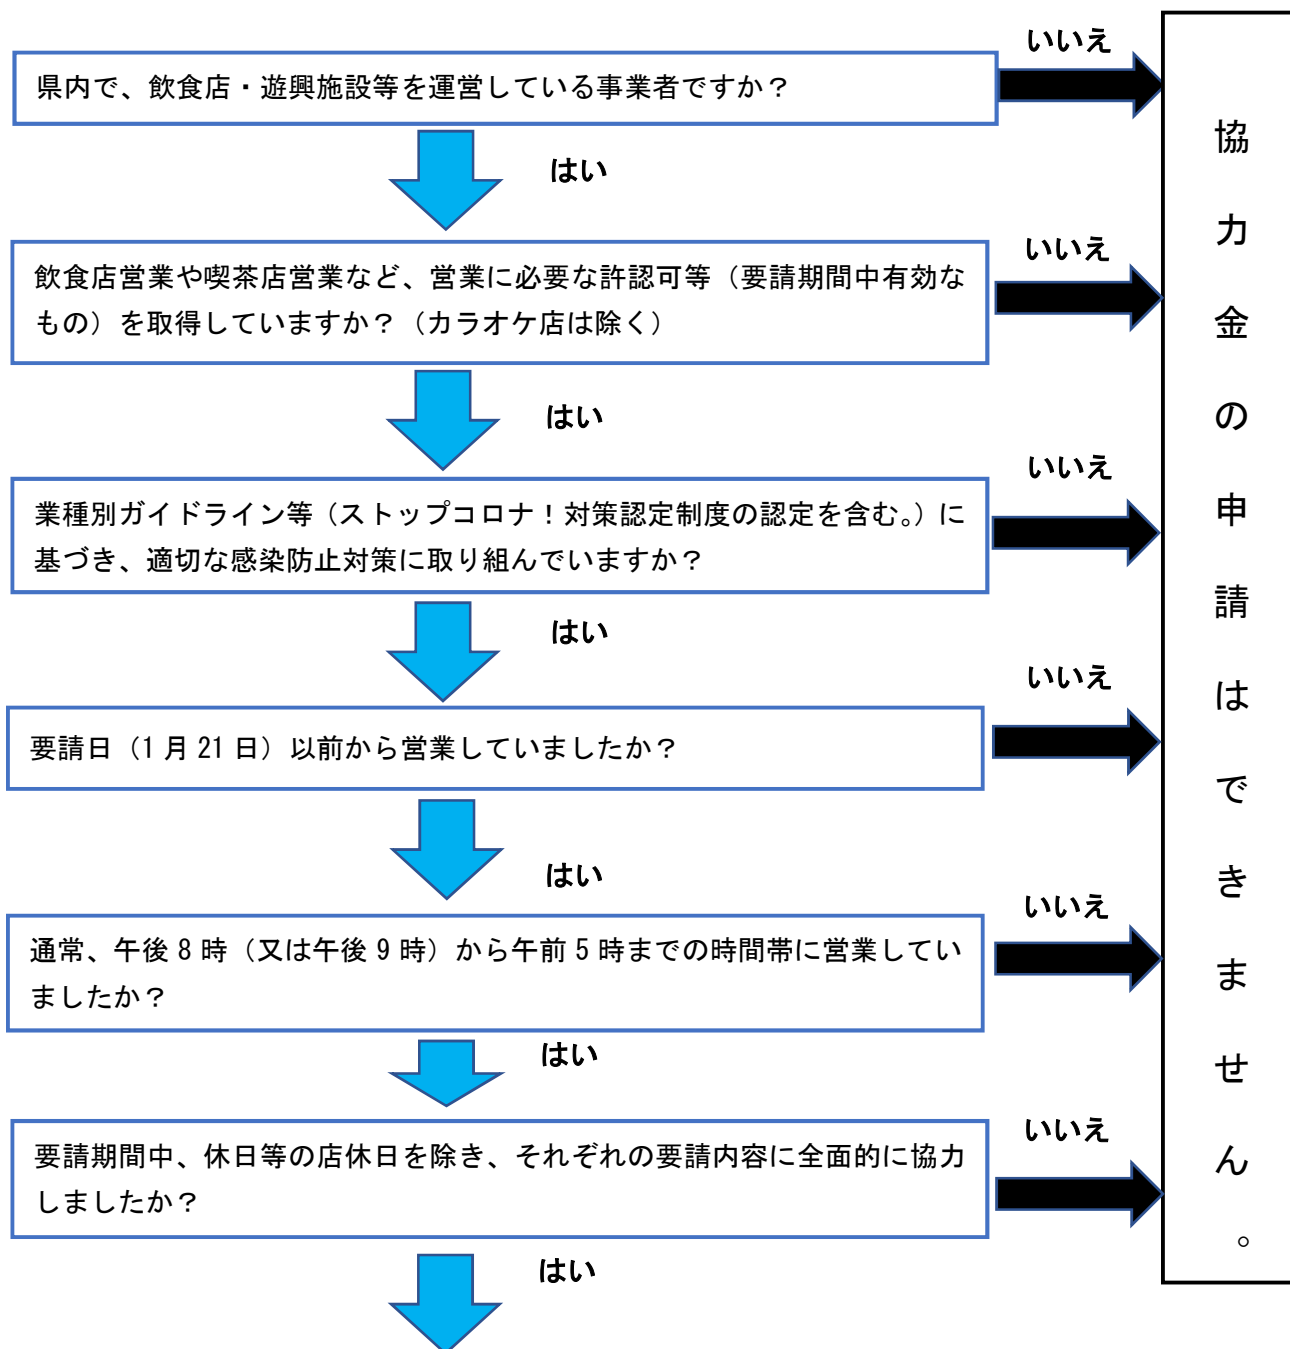 いいえ
県内で、飲食店・遊興施設等を運営している事業者ですか？
はい
いいえ
飲食店営業や喫茶店営業など、営業に必要な許認可等（要請期間中有効な
もの）を取得していますか？（カラオケ店は除く）
はい
いいえ
業種別ガイドライン等（ストップコロナ！対策認定制度の認定を含む。）に
基づき、適切な感染防止対策に取り組んでいますか？
はい
いいえ
要請日（1月21日）以前から営業していましたか？
はい
いいえ
通常、午後8時（又は午後9時）から午前5時までの時間帯に営業してい
ましたか？
はい
いいえ
要請期間中、休日等の店休日を除き、それぞれの要請内容に全面的に協力
しましたか？
はい
協力金の申請はできません。